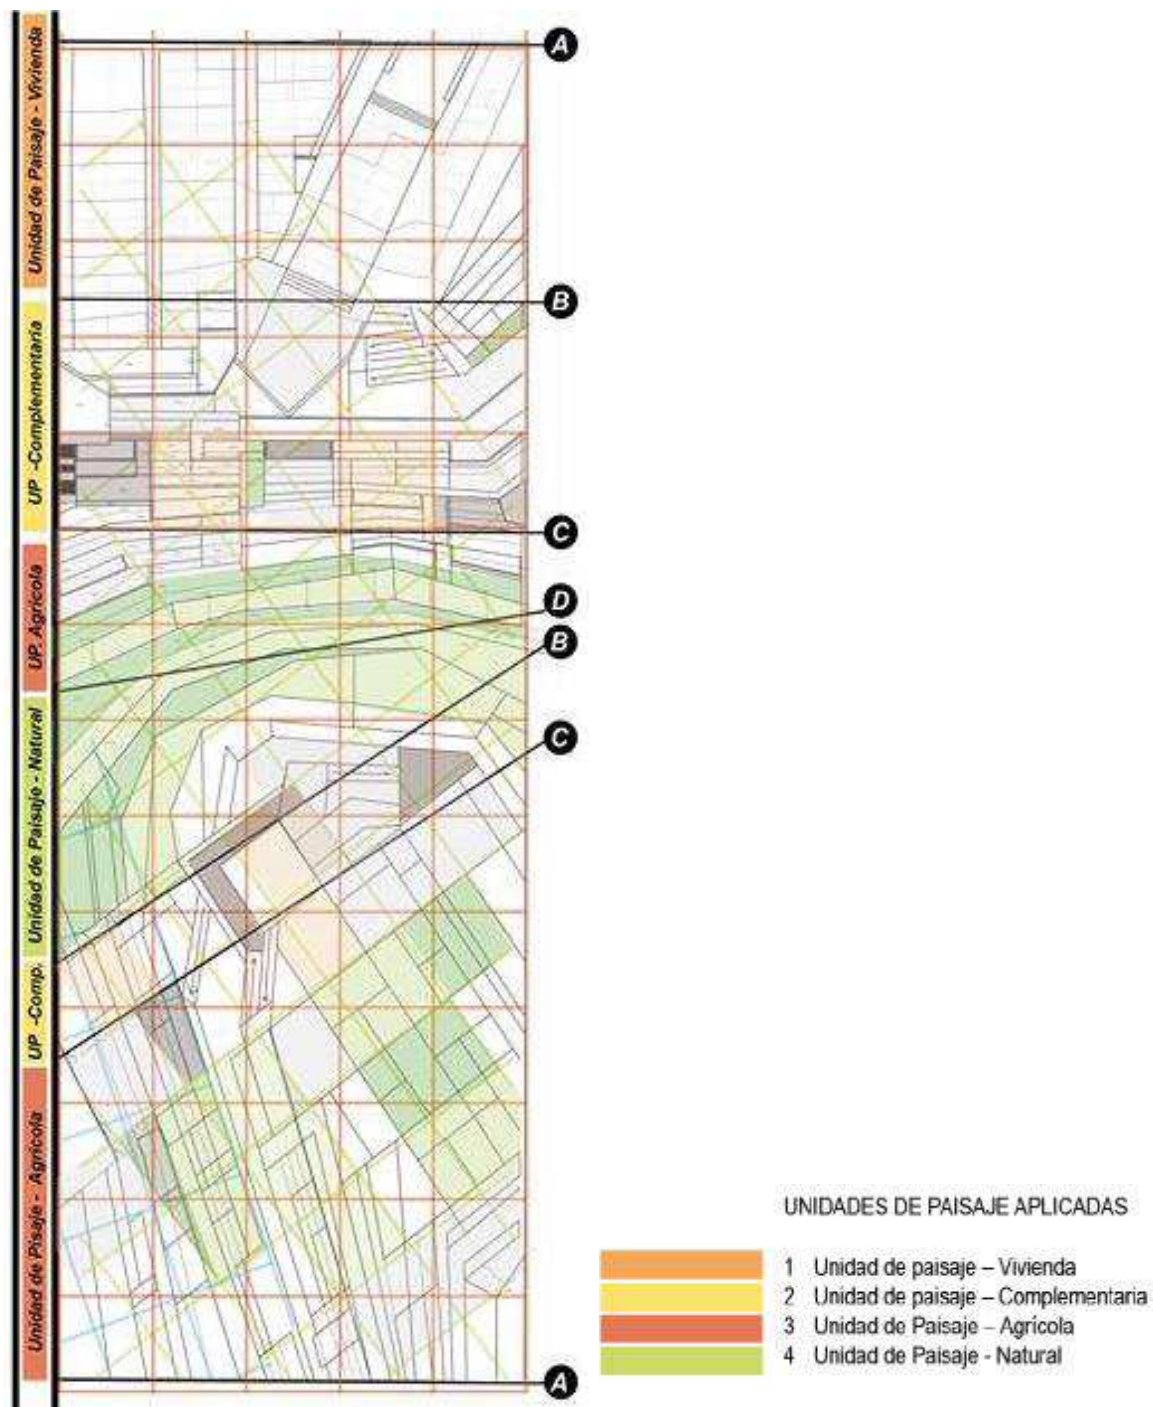 Unidad de Paisaje - Vivienda
UP -Complementaria
UP. Agrícola
Unidad de Paisaje - Natural
UP -Comp.
Unidad de Pisaje - Agrícola
A
B
C
D
B
C
A
UNIDADES DE PAISAJE APLICADAS
1 Unidad de paisaje – Vivienda
2 Unidad de paisaje – Complementaria
3 Unidad de Paisaje – Agrícola
4 Unidad de Paisaje - Natural